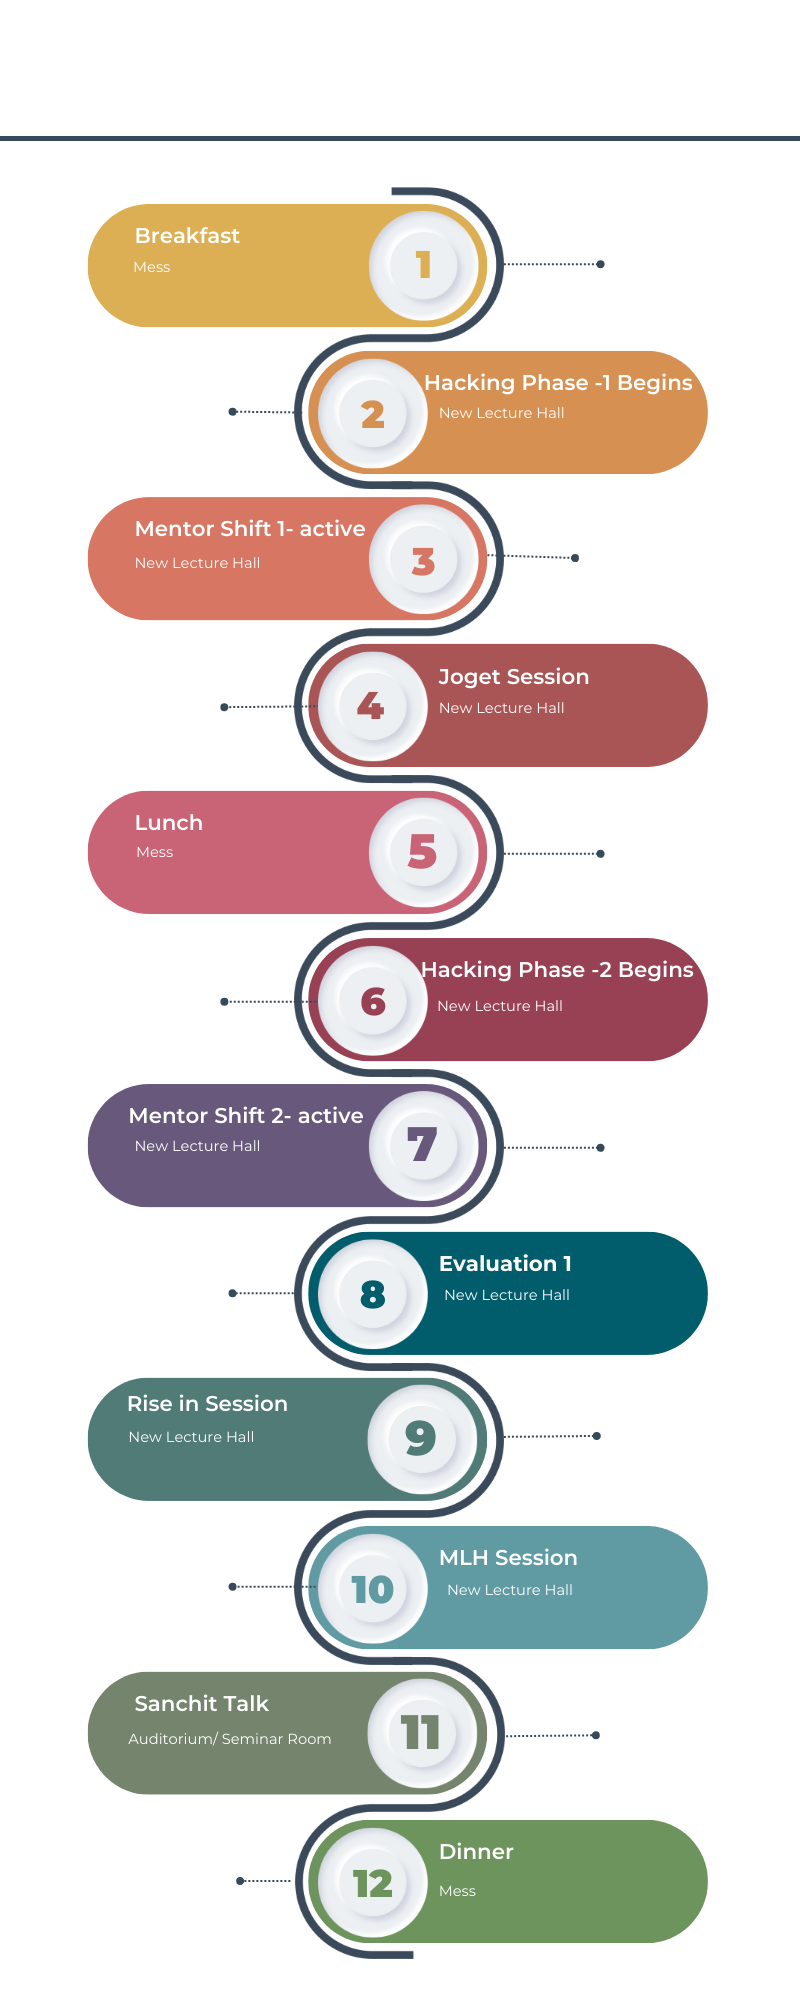 Breakfast
Mess
1
2
Hacking Phase -1 Begins
New Lecture Hall
Mentor Shift 1- active
New Lecture Hall
3
4
Joget Session
New Lecture Hall
Lunch
Mess
5
6
Hacking Phase -2 Begins
New Lecture Hall
Mentor Shift 2- active
New Lecture Hall
7
8
Evaluation 1
New Lecture Hall
Rise in Session
New Lecture Hall
9
10
MLH Session
New Lecture Hall
Sanchit Talk
Auditorium/ Seminar Room
11
12
Dinner
Mess